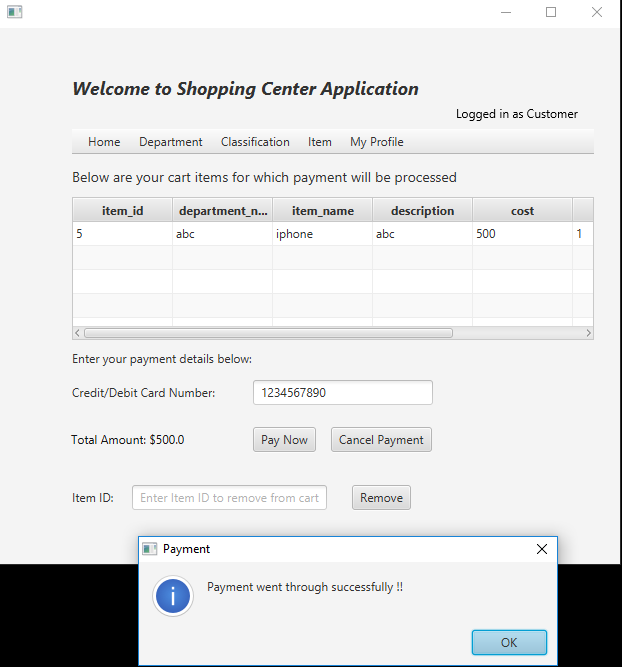 Welcome to Shopping Center Application
Logged in as Customer
Home Department Classification Item My Profile
Below are your cart items for which payment will be processed
item_id department_n... item_name description cost
5 abc iphone abc 500 1
Enter your payment details below:
Credit/Debit Card Number: 1234567890
Total Amount: $500.0 Pay Now Cancel Payment
Item ID: Enter Item ID to remove from cart Remove
Payment
Payment went through successfully !!
OK